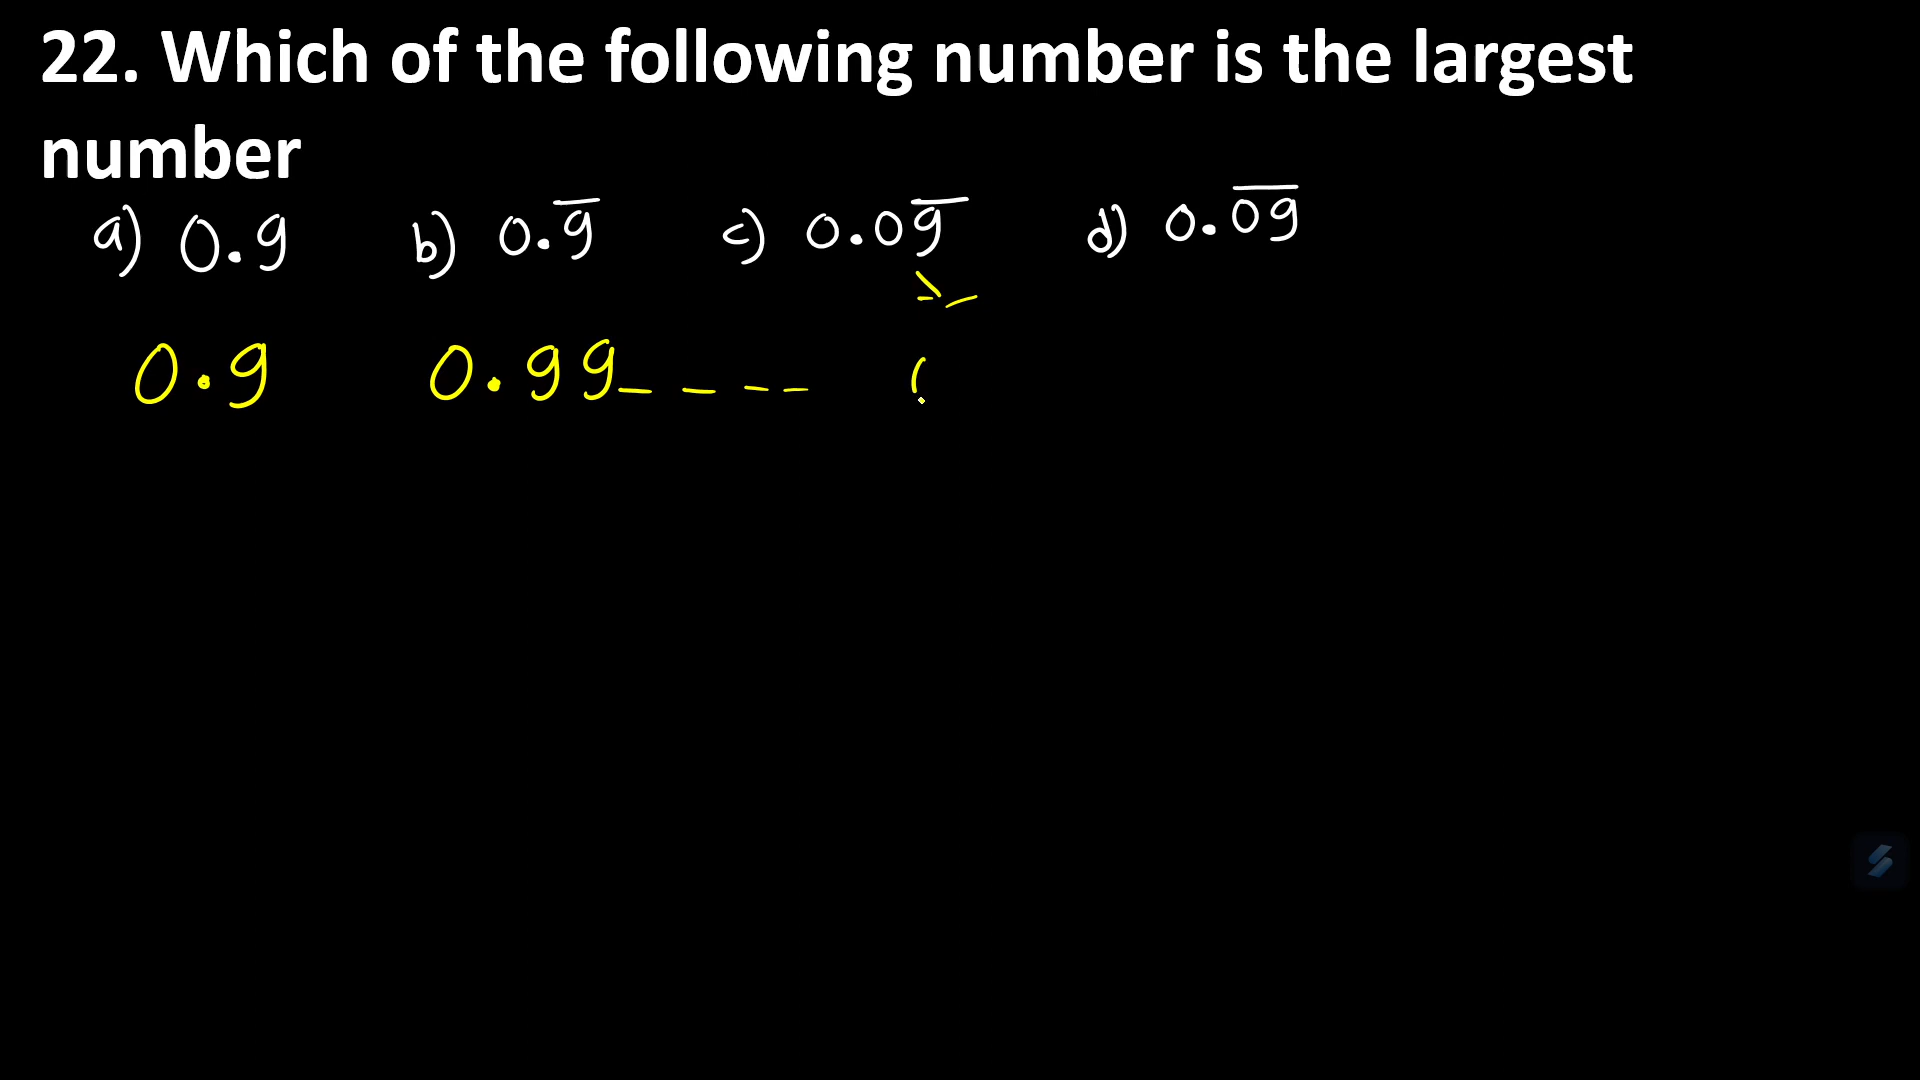 22. Which of the following number is the largest
number
a) 0.9 b) 0.9̅ c) 0.09̅ d) 0.0̅9̅
0.9 0.99_ _ _ _ (